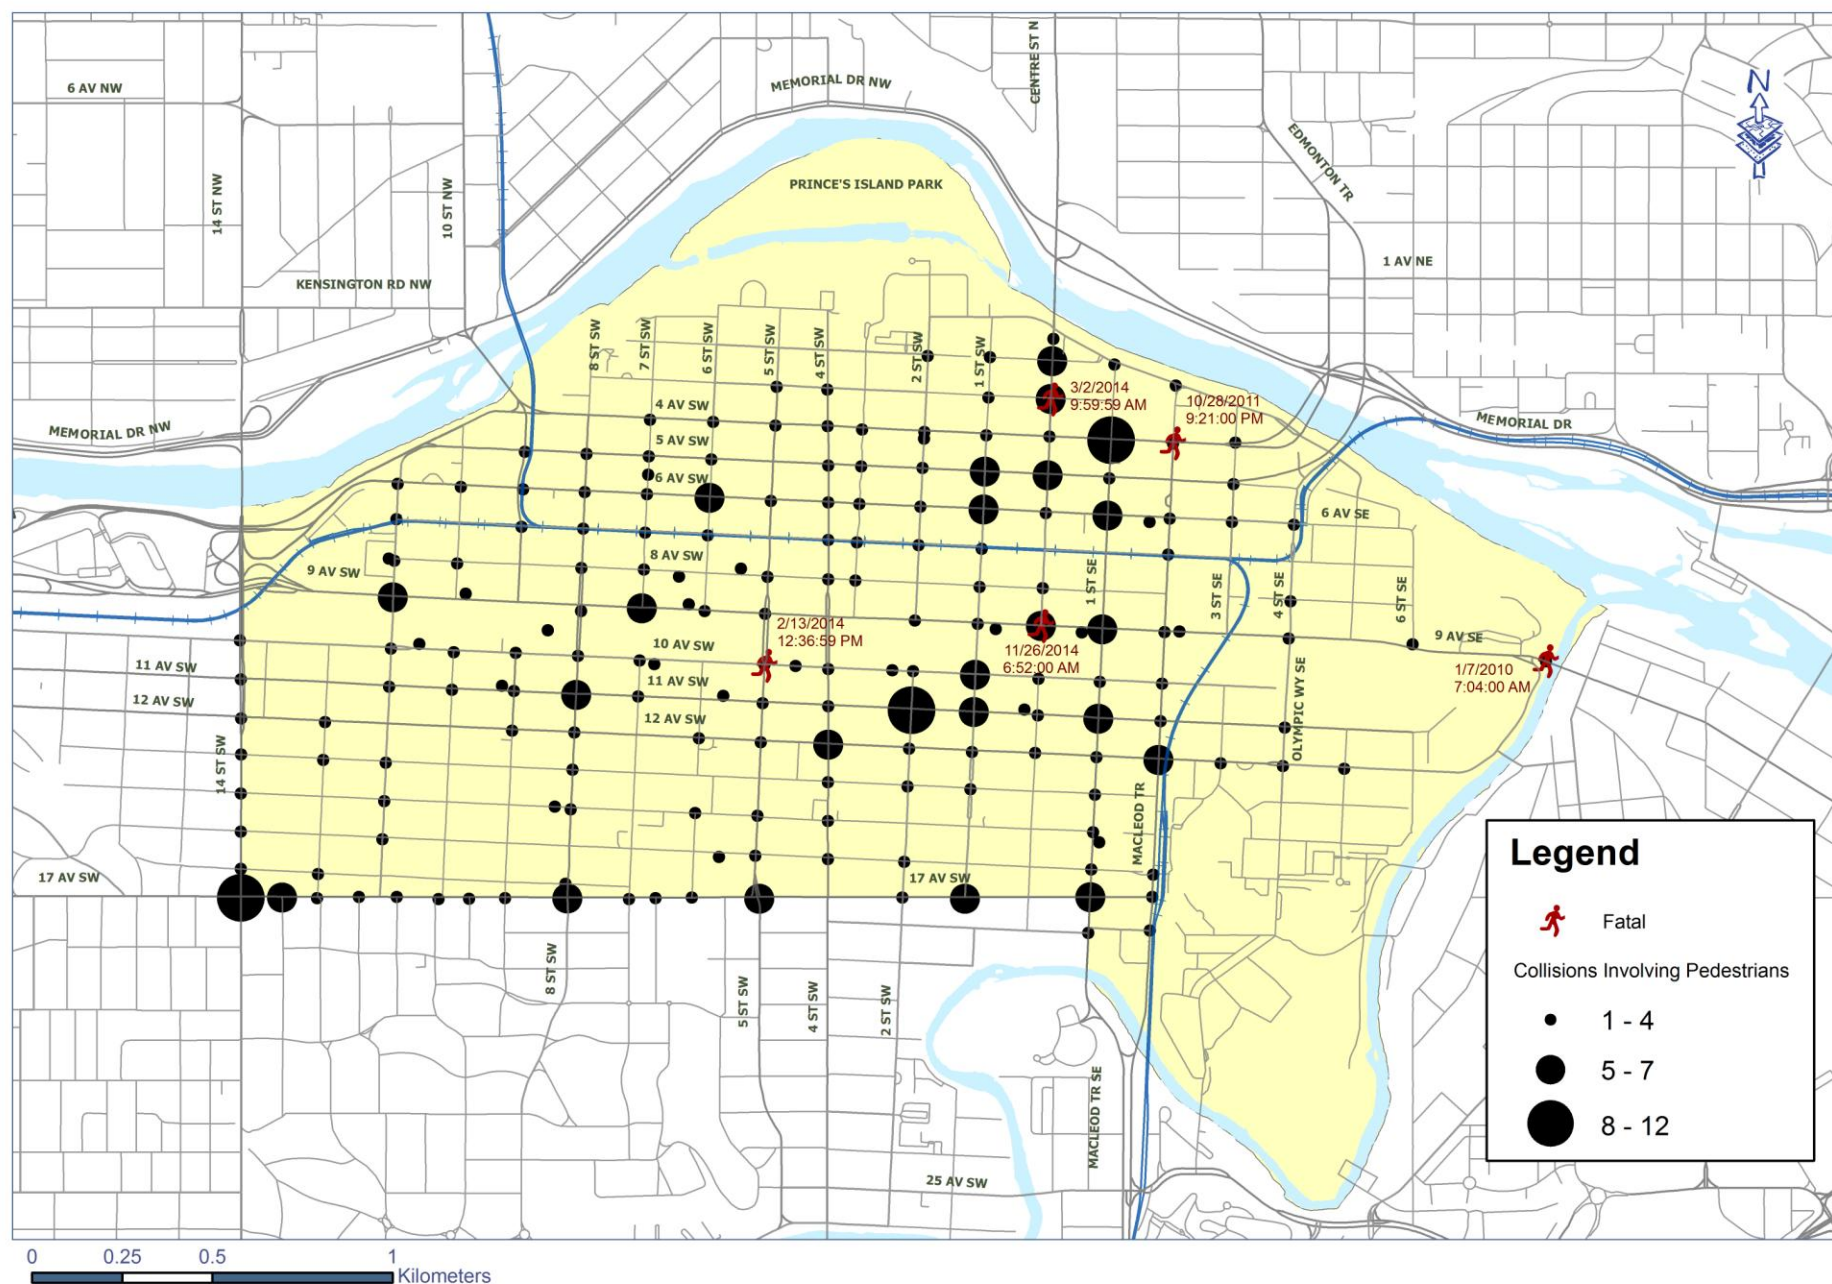 6 AV NW
MEMORIAL DR NW
CENTRE ST N
N
EDMONTON TR
14 ST NW
10 ST NW
PRINCE'S ISLAND PARK
KENSINGTON RD NW
1 AV NE
8 ST SW
7 ST SW
6 ST SW
5 ST SW
4 ST SW
2 ST SW
1 ST SW
3/2/2014
9:59:59 AM
10/28/2011
9:21:00 PM
4 AV SW
MEMORIAL DR NW
MEMORIAL DR
5 AV SW
6 AV SW
6 AV SE
8 AV SW
9 AV SW
1 ST SE
3 ST SE
4 ST SE
6 ST SE
2/13/2014
12:36:59 PM
9 AV SE
10 AV SW
11/26/2014
6:52:00 AM
1/7/2010
7:04:00 AM
11 AV SW
11 AV SW
12 AV SW
12 AV SW
OLYMPIC WY SE
14 ST SW
MACLEOD TR
17 AV SW
17 AV SW
8 ST SW
5 ST SW
4 ST SW
2 ST SW
MACLEOD TR SE
25 AV SW
Legend
Fatal
Collisions Involving Pedestrians
1 - 4
5 - 7
8 - 12
0 0.25 0.5 1
Kilometers